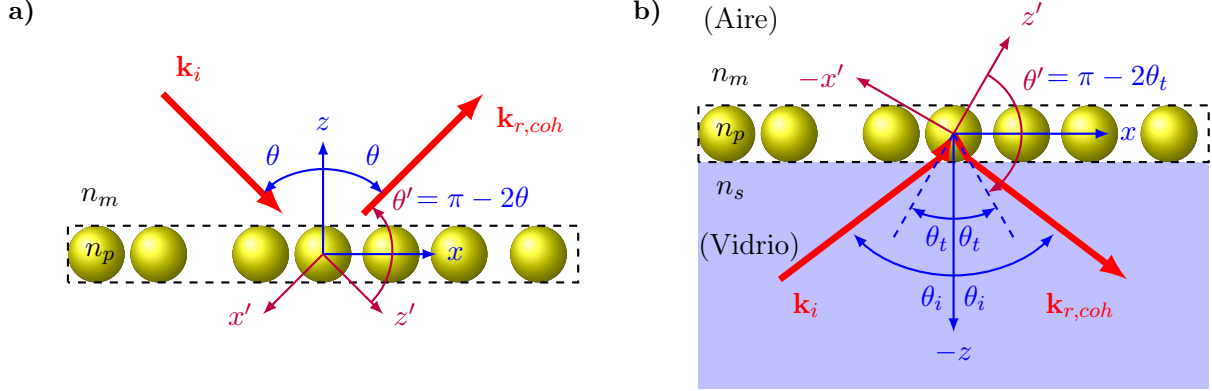 a)
k_i
k_{r,coh}
z
θ
θ
n_m
θ' = π − 2θ
n_p
x
x'
z'
b)
(Aire)
z'
n_m
−x'
θ' = π − 2θ_t
n_p
x
n_s
(Vidrio)
θ_t
θ_t
θ_i
θ_i
k_i
k_{r,coh}
−z